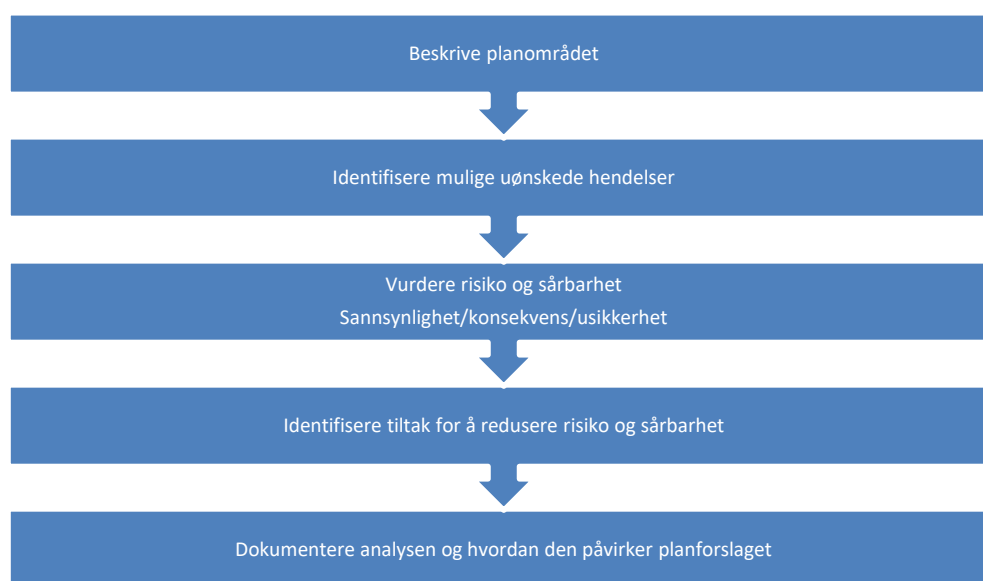 Beskrive planområdet
Identifisere mulige uønskede hendelser
Vurdere risiko og sårbarhet
Sannsynlighet/konsekvens/usikkerhet
Identifisere tiltak for å redusere risiko og sårbarhet
Dokumentere analysen og hvordan den påvirker planforslaget